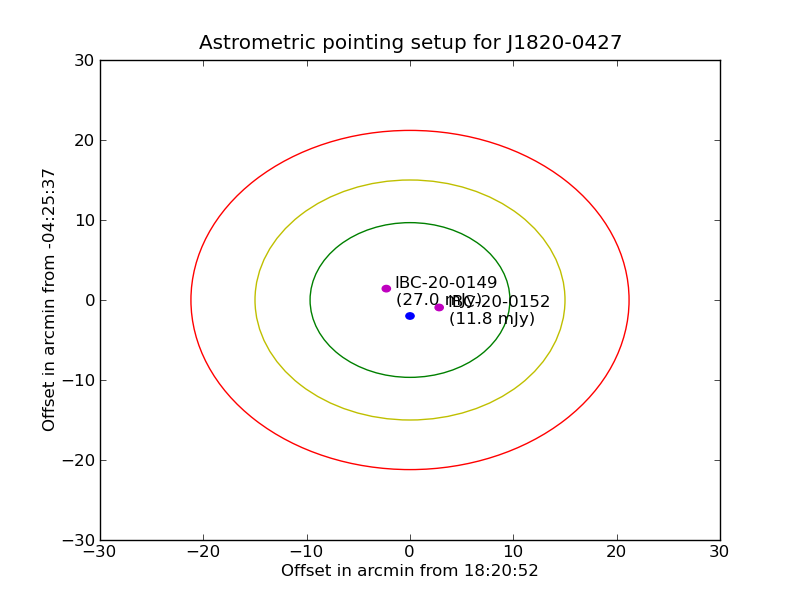 Astrometric pointing setup for J1820-0427
30
20
10
0
−10
−20
−30
Offset in arcmin from -04:25:37
IBC-20-0149
(27.0 mJy)
IBC-20-0152
(11.8 mJy)
−30
−20
−10
0
10
20
30
Offset in arcmin from 18:20:52